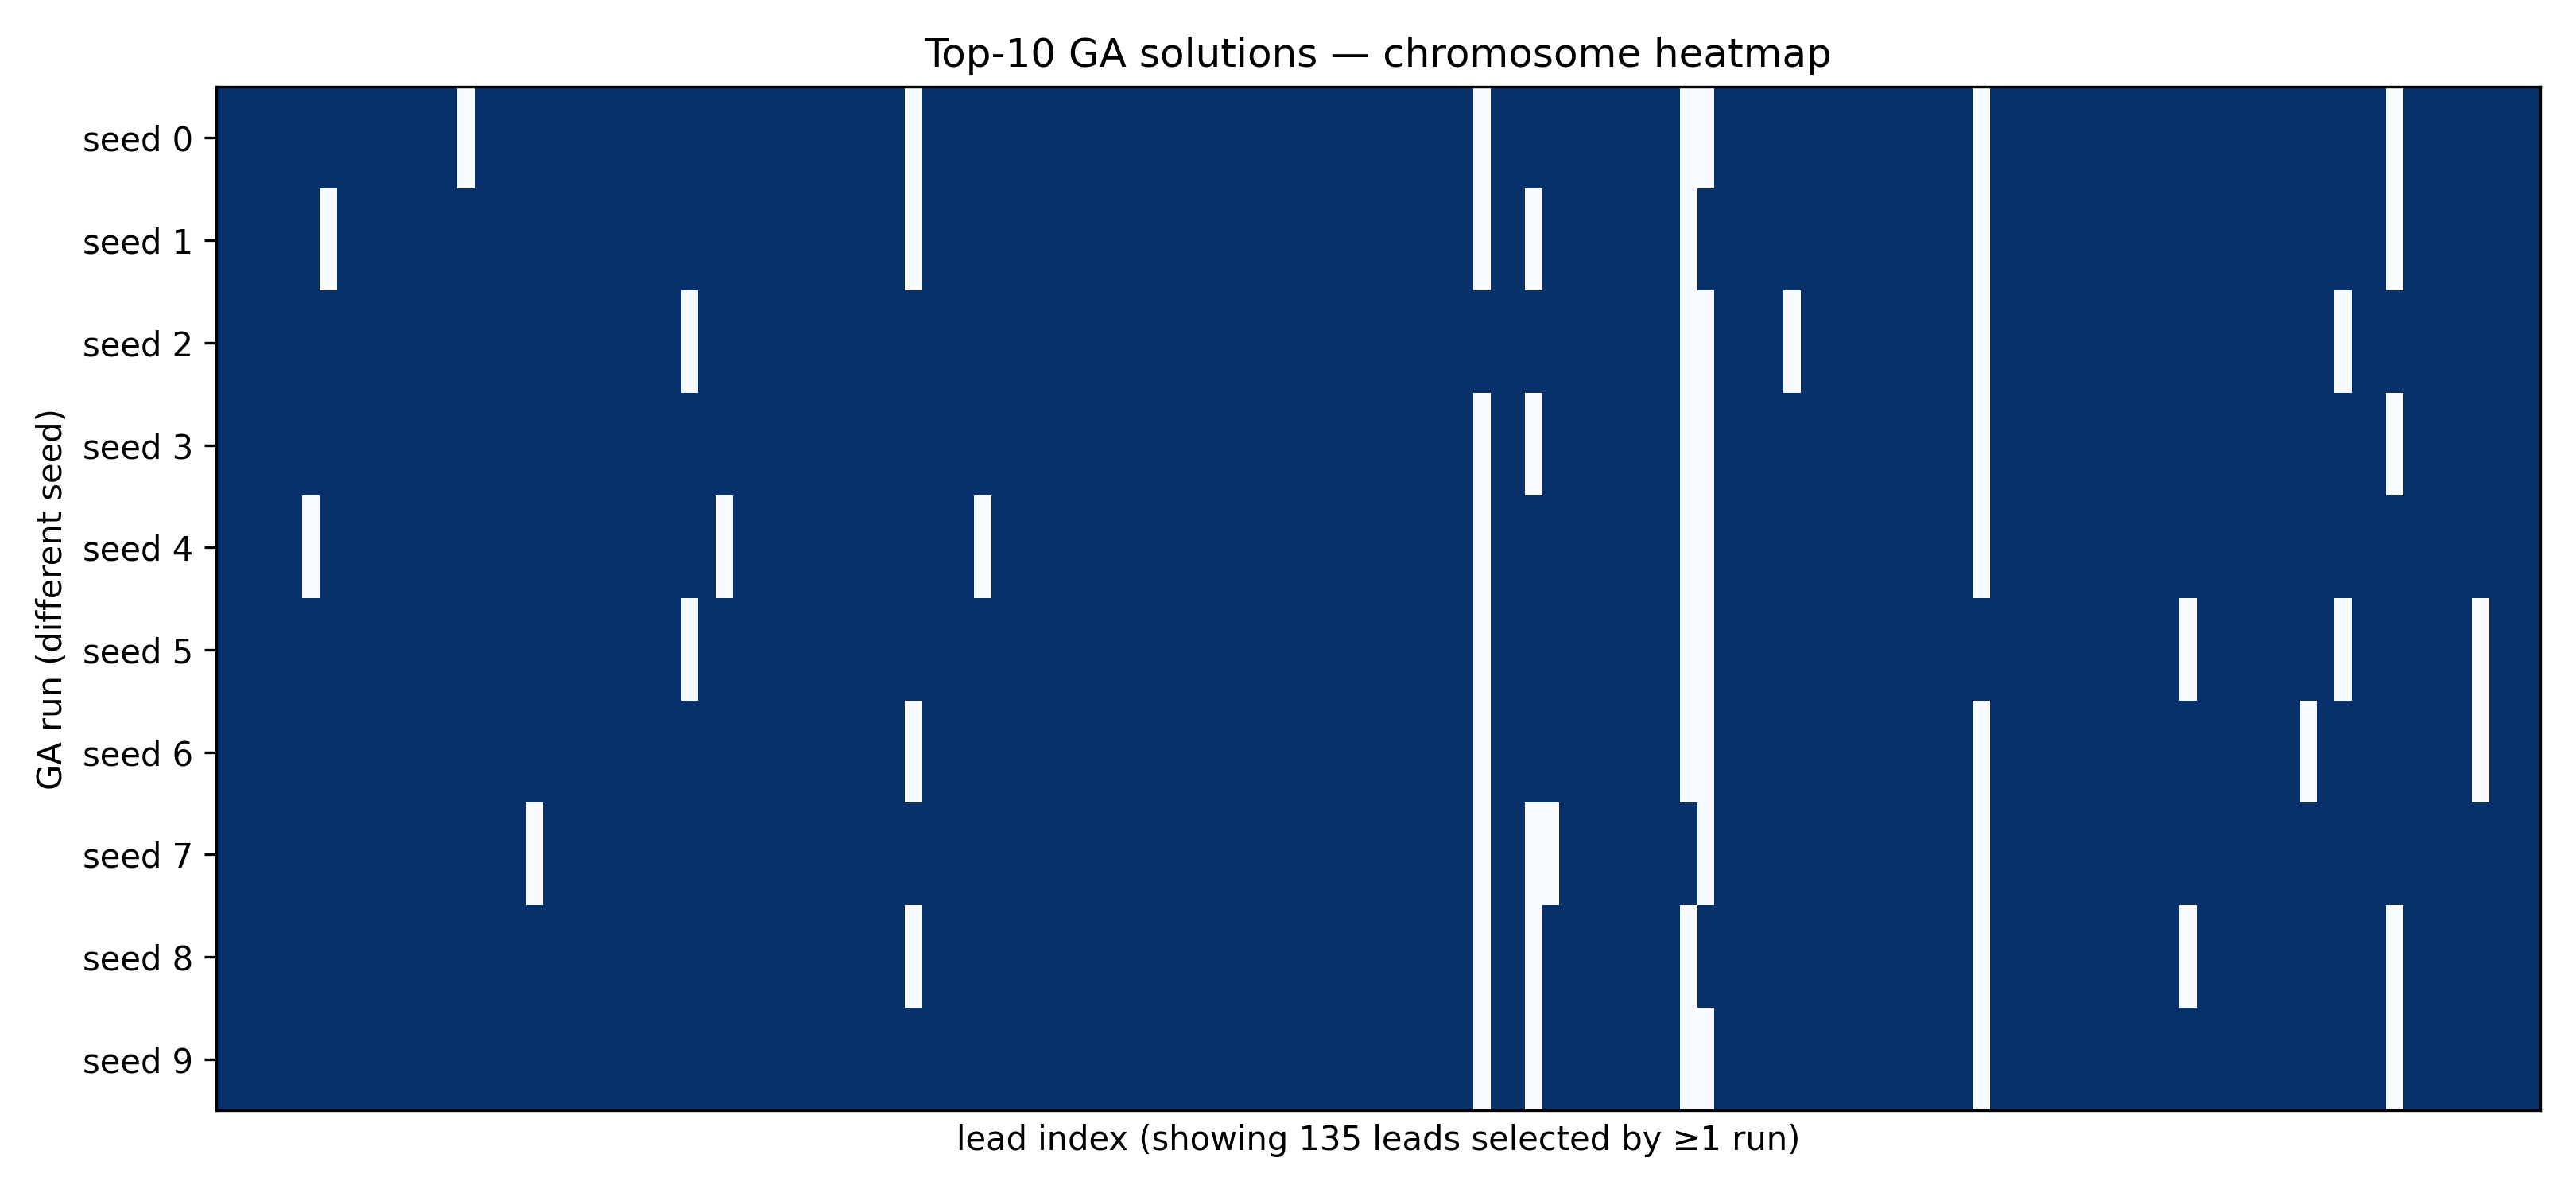 Top-10 GA solutions — chromosome heatmap
GA run (different seed)
seed 0
seed 1
seed 2
seed 3
seed 4
seed 5
seed 6
seed 7
seed 8
seed 9
lead index (showing 135 leads selected by ≥1 run)